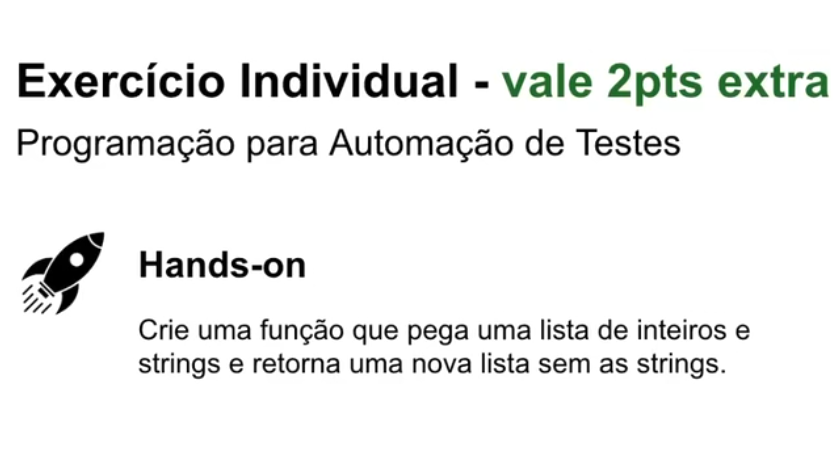 Exercício Individual - vale 2pts extra
Programação para Automação de Testes
Hands-on
Crie uma função que pega uma lista de inteiros e
strings e retorna uma nova lista sem as strings.